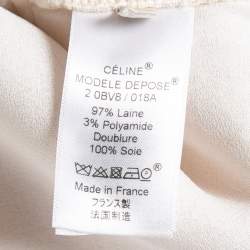 CÉLINE
MODELE DEPOSE
2 0BV8 / 018A
97% Laine
3% Polyamide
Doublure
100% Soie
Made in France
フランス製
法国制造